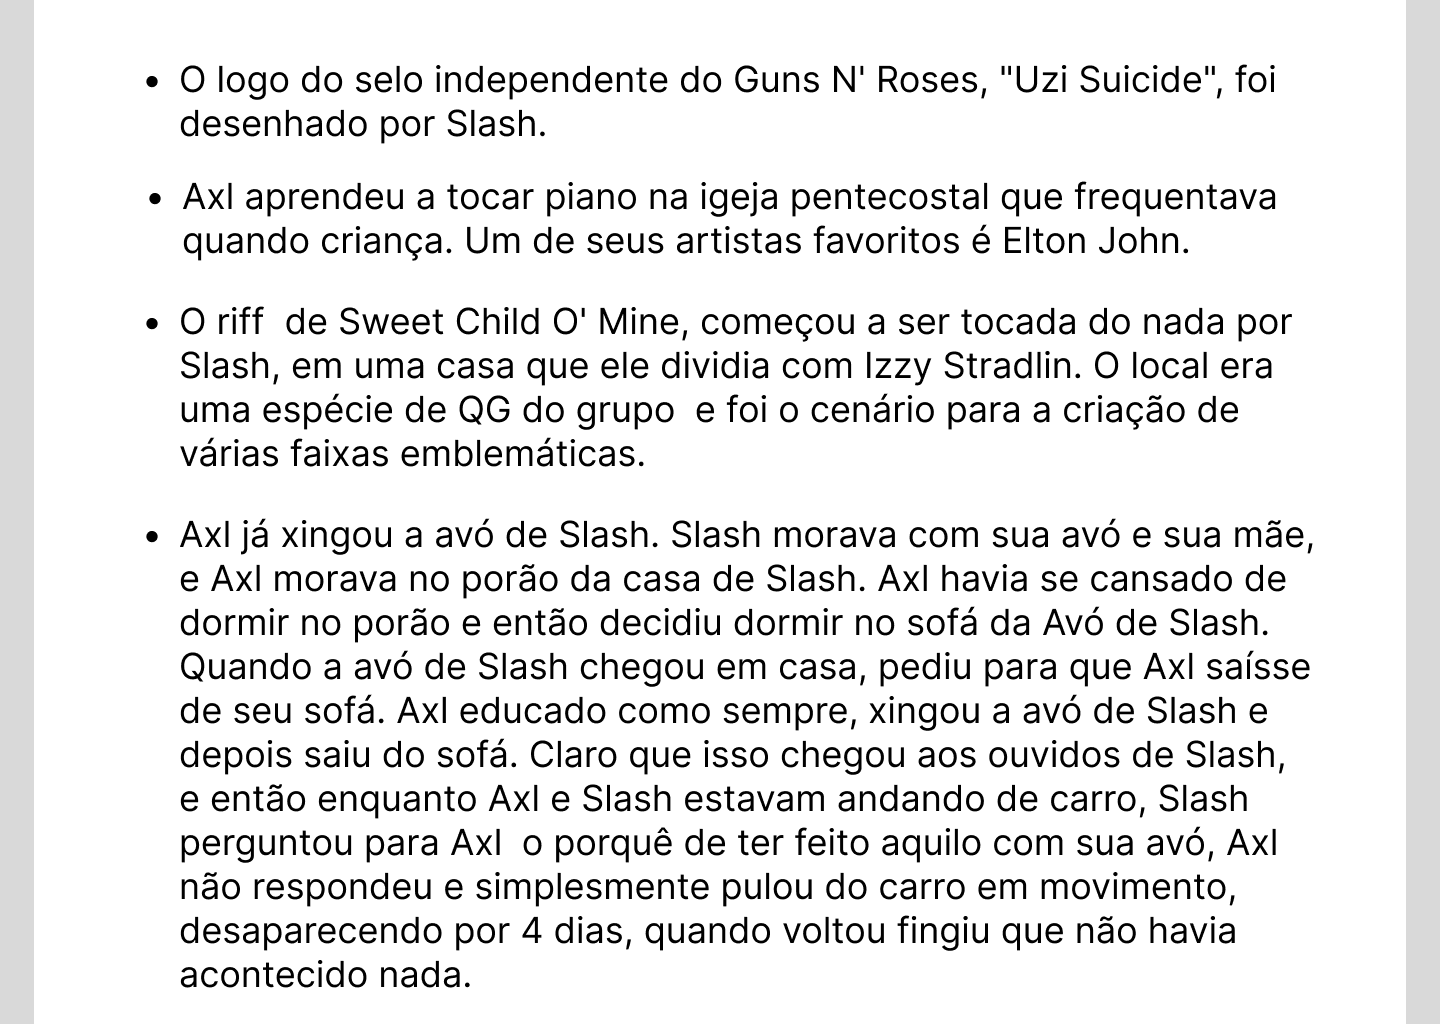 • O logo do selo independente do Guns N' Roses, "Uzi Suicide", foi
desenhado por Slash.
• Axl aprendeu a tocar piano na igeja pentecostal que frequentava
quando criança. Um de seus artistas favoritos é Elton John.
• O riff  de Sweet Child O' Mine, começou a ser tocada do nada por
Slash, em uma casa que ele dividia com Izzy Stradlin. O local era
uma espécie de QG do grupo  e foi o cenário para a criação de
várias faixas emblemáticas.
• Axl já xingou a avó de Slash. Slash morava com sua avó e sua mãe,
e Axl morava no porão da casa de Slash. Axl havia se cansado de
dormir no porão e então decidiu dormir no sofá da Avó de Slash.
Quando a avó de Slash chegou em casa, pediu para que Axl saísse
de seu sofá. Axl educado como sempre, xingou a avó de Slash e
depois saiu do sofá. Claro que isso chegou aos ouvidos de Slash,
e então enquanto Axl e Slash estavam andando de carro, Slash
perguntou para Axl  o porquê de ter feito aquilo com sua avó, Axl
não respondeu e simplesmente pulou do carro em movimento,
desaparecendo por 4 dias, quando voltou fingiu que não havia
acontecido nada.